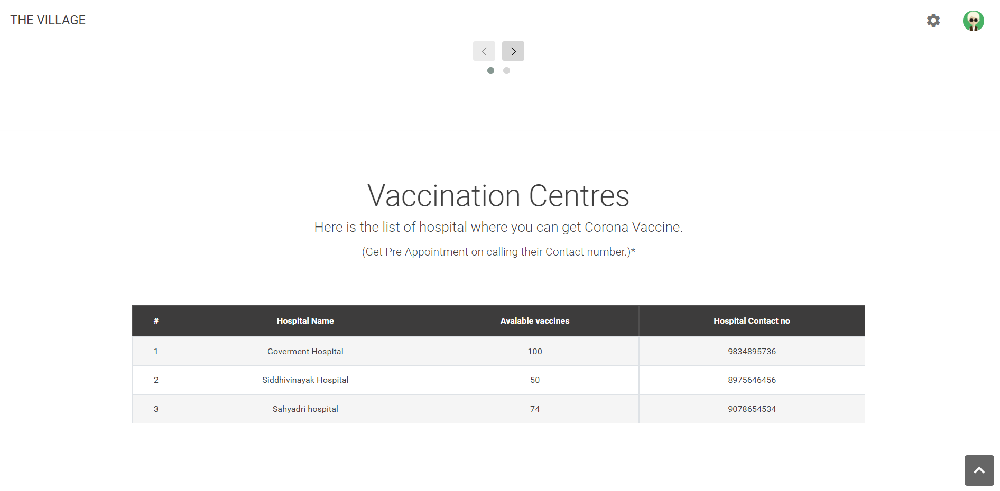 THE VILLAGE
Vaccination Centres
Here is the list of hospital where you can get Corona Vaccine.
(Get Pre-Appointment on calling their Contact number.)*
# Hospital Name Avalable vaccines Hospital Contact no
1 Goverment Hospital 100 9834895736
2 Siddhivinayak Hospital 50 8975646456
3 Sahyadri hospital 74 9078654534